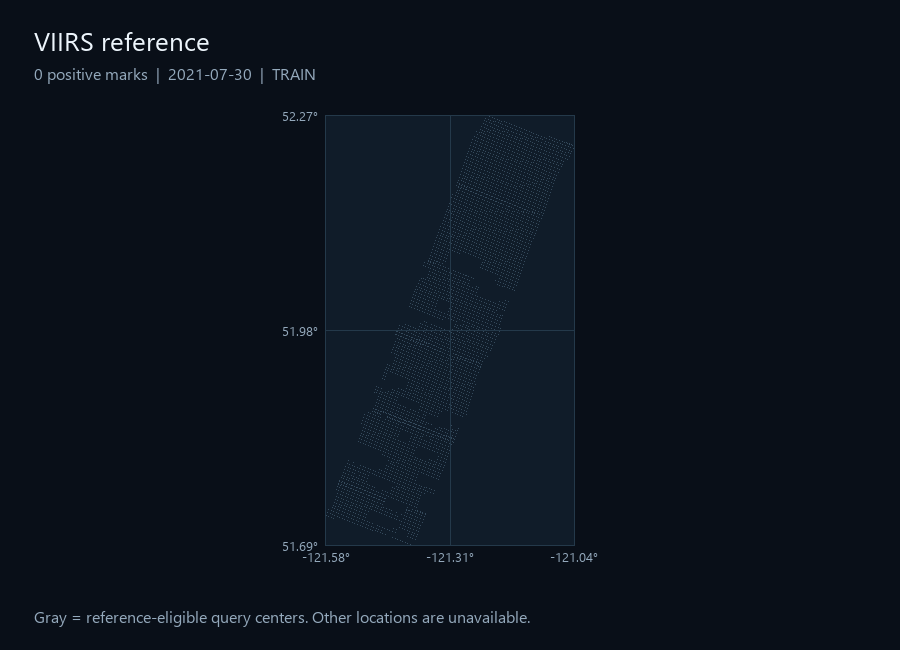 VIIRS reference
0 positive marks | 2021-07-30 | TRAIN
52.27°
51.98°
51.69°
-121.58° -121.31° -121.04°
Gray = reference-eligible query centers. Other locations are unavailable.